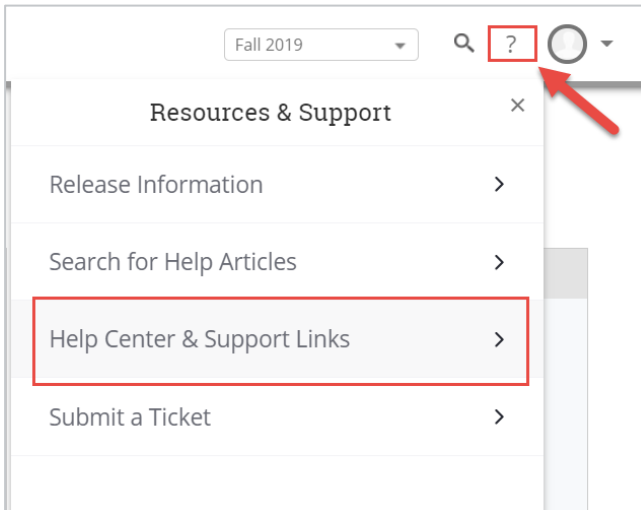 Fall 2019
?
Resources & Support
×
Release Information
Search for Help Articles
Help Center & Support Links
Submit a Ticket